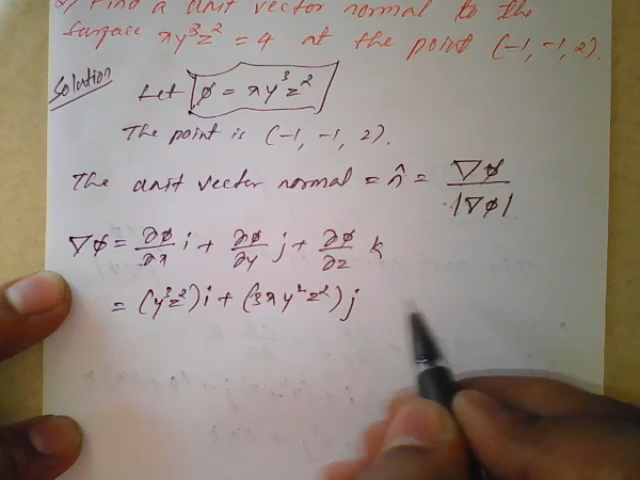 2) Find a unit vector normal to the
surface xy³z² = 4 at the point (-1, -1, 2).
Solution
Let φ = xy³z²
The point is (-1, -1, 2).
The unit vector normal = n̂ = ∇φ / |∇φ|
∇φ = ∂φ/∂x i + ∂φ/∂y j + ∂φ/∂z k
= (y³z²)i + (3xy²z²)j